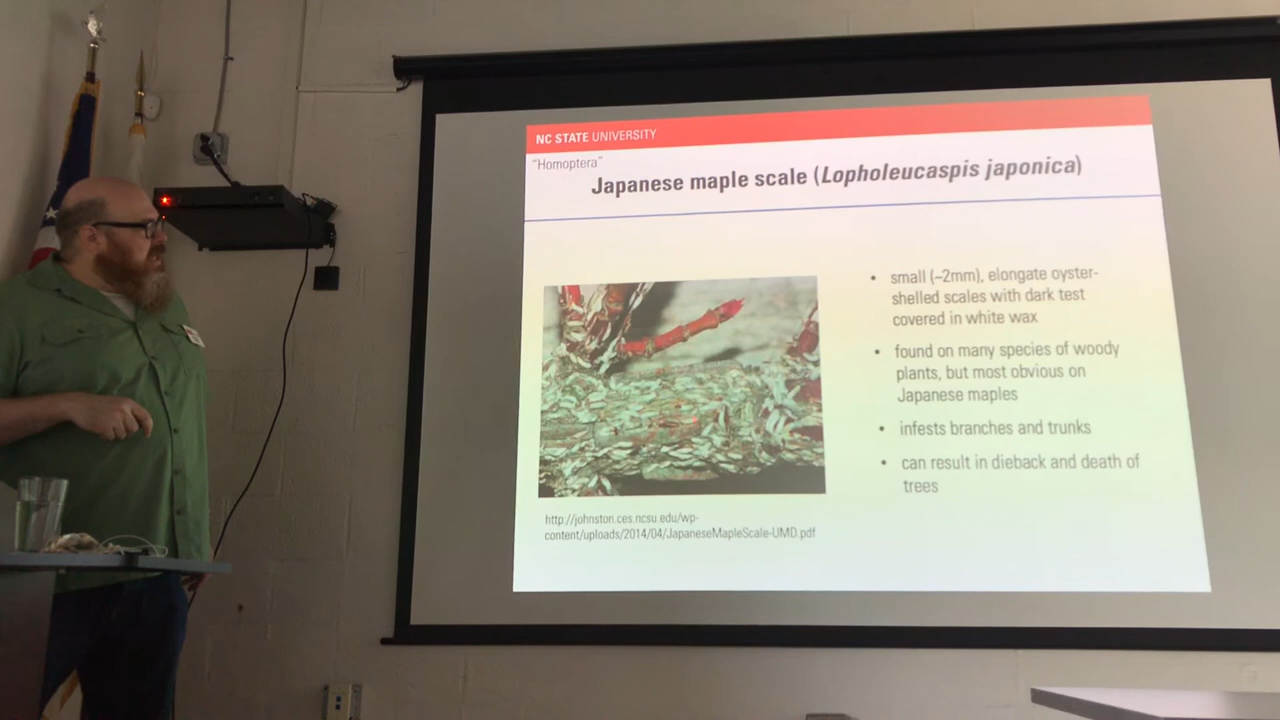 NC STATE UNIVERSITY
"Homoptera"
Japanese maple scale (Lopholeucaspis japonica)
• small (~2mm), elongate oyster-
shelled scales with dark test
covered in white wax
• found on many species of woody
plants, but most obvious on
Japanese maples
• infests branches and trunks
• can result in dieback and death of
trees
http://johnston.ces.ncsu.edu/wp-
content/uploads/2014/04/JapaneseMapleScale-UMD.pdf